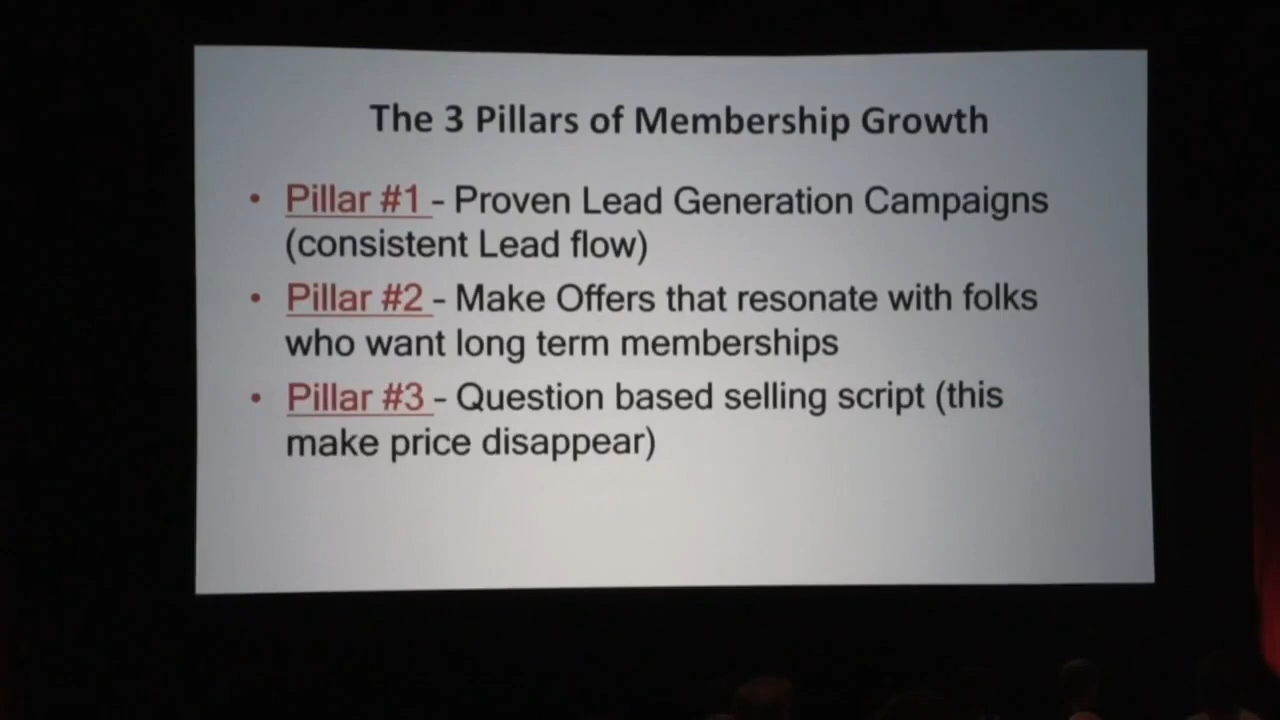 The 3 Pillars of Membership Growth
• Pillar #1 - Proven Lead Generation Campaigns
(consistent Lead flow)
• Pillar #2 - Make Offers that resonate with folks
who want long term memberships
• Pillar #3 - Question based selling script (this
make price disappear)